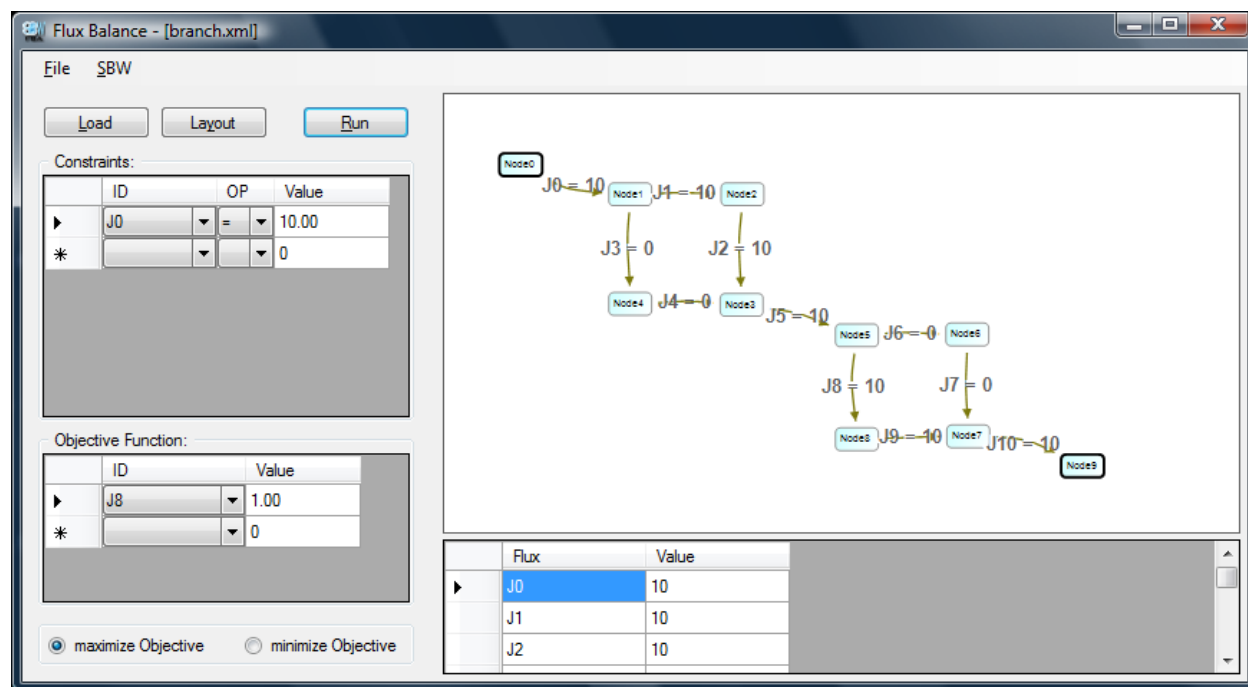 Flux Balance - [branch.xml]
File SBW
Load Layout Run
Constraints:
ID OP Value
J0 = 10.00
0
Objective Function:
ID Value
J8 1.00
0
maximize Objective minimize Objective
Node0
J0 = 10 Node1 J1 = 10 Node2
J3 = 0 J2 = 10
Node4 J4 = 0 Node3 J5 = 10
Node5 J6 = 0 Node6
J8 = 10 J7 = 0
Node8 J9 = 10 Node7 J10 = 10
Node9
Flux Value
J0 10
J1 10
J2 10